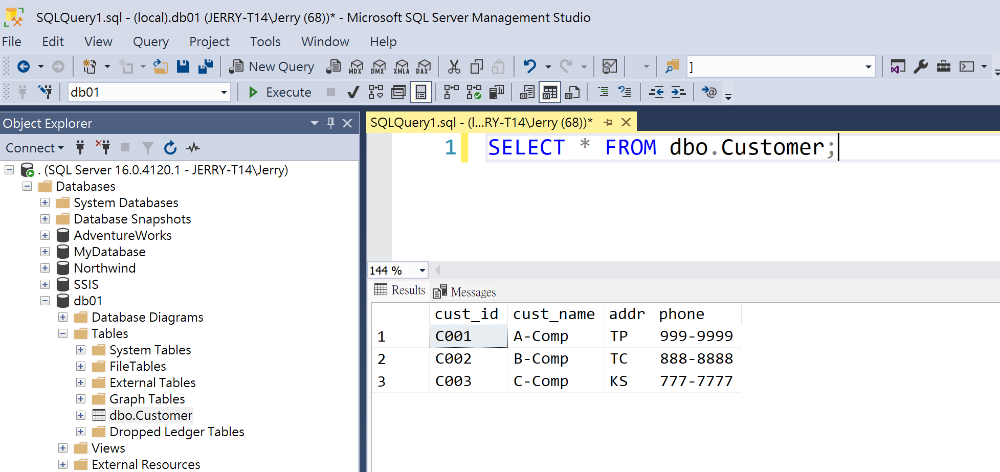 SQLQuery1.sql - (local).db01 (JERRY-T14\Jerry (68))* - Microsoft SQL Server Management Studio
File Edit View Query Project Tools Window Help
New Query MDX DMX XMLA DAX ]
db01 Execute
Object Explorer
Connect
. (SQL Server 16.0.4120.1 - JERRY-T14\Jerry)
Databases
System Databases
Database Snapshots
AdventureWorks
MyDatabase
Northwind
SSIS
db01
Database Diagrams
Tables
System Tables
FileTables
External Tables
Graph Tables
dbo.Customer
Dropped Ledger Tables
Views
External Resources
SQLQuery1.sql - (l...RY-T14\Jerry (68))*
1 SELECT * FROM dbo.Customer;
144 %
Results Messages
cust_id cust_name addr phone
1 C001 A-Comp TP 999-9999
2 C002 B-Comp TC 888-8888
3 C003 C-Comp KS 777-7777